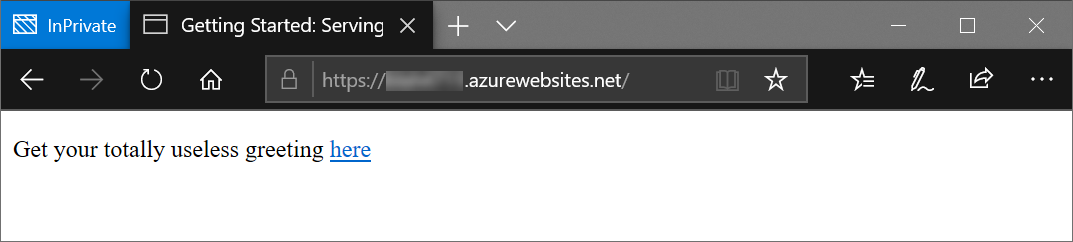 InPrivate
Getting Started: Serving
https://.azurewebsites.net/
Get your totally useless greeting here